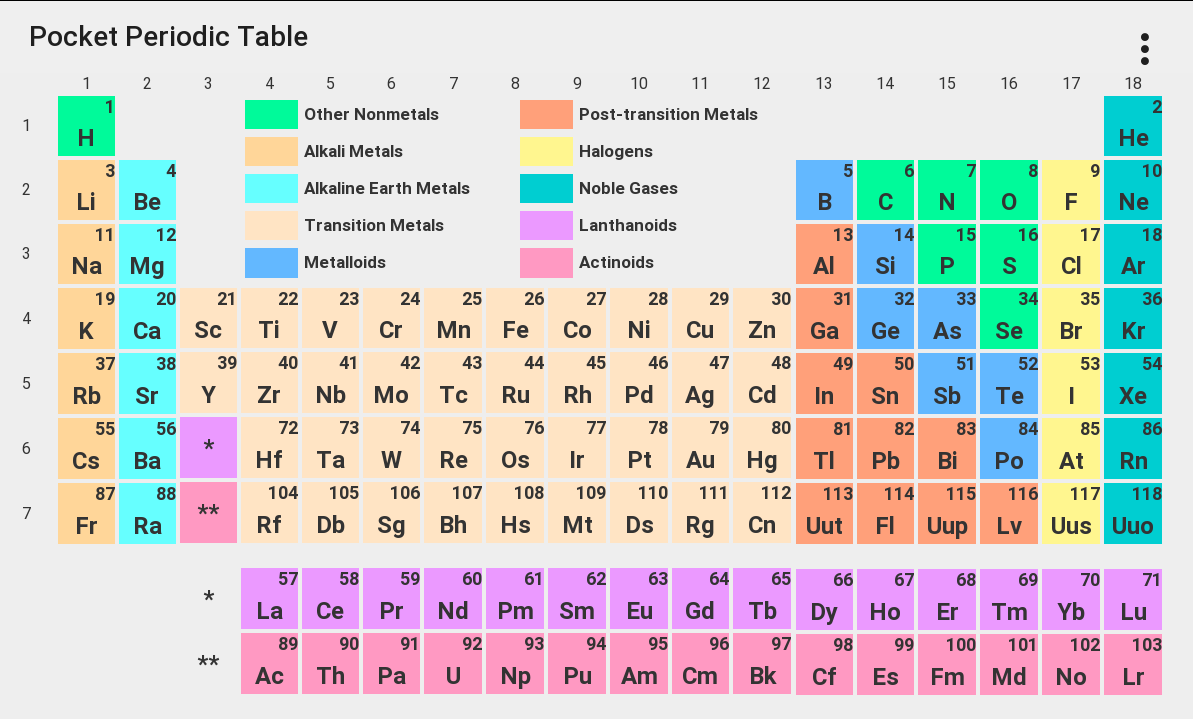 Pocket Periodic Table
1 2 3 4 5 6 7 8 9 10 11 12 13 14 15 16 17 18
1 1 H Other Nonmetals Post-transition Metals 2 He
Alkali Metals Halogens
2 3 Li 4 Be Alkaline Earth Metals Noble Gases 5 B 6 C 7 N 8 O 9 F 10 Ne
Transition Metals Lanthanoids
3 11 Na 12 Mg Metalloids Actinoids 13 Al 14 Si 15 P 16 S 17 Cl 18 Ar
4 19 K 20 Ca 21 Sc 22 Ti 23 V 24 Cr 25 Mn 26 Fe 27 Co 28 Ni 29 Cu 30 Zn 31 Ga 32 Ge 33 As 34 Se 35 Br 36 Kr
5 37 Rb 38 Sr 39 Y 40 Zr 41 Nb 42 Mo 43 Tc 44 Ru 45 Rh 46 Pd 47 Ag 48 Cd 49 In 50 Sn 51 Sb 52 Te 53 I 54 Xe
6 55 Cs 56 Ba * 72 Hf 73 Ta 74 W 75 Re 76 Os 77 Ir 78 Pt 79 Au 80 Hg 81 Tl 82 Pb 83 Bi 84 Po 85 At 86 Rn
7 87 Fr 88 Ra ** 104 Rf 105 Db 106 Sg 107 Bh 108 Hs 109 Mt 110 Ds 111 Rg 112 Cn 113 Uut 114 Fl 115 Uup 116 Lv 117 Uus 118 Uuo
* 57 La 58 Ce 59 Pr 60 Nd 61 Pm 62 Sm 63 Eu 64 Gd 65 Tb 66 Dy 67 Ho 68 Er 69 Tm 70 Yb 71 Lu
** 89 Ac 90 Th 91 Pa 92 U 93 Np 94 Pu 95 Am 96 Cm 97 Bk 98 Cf 99 Es 100 Fm 101 Md 102 No 103 Lr